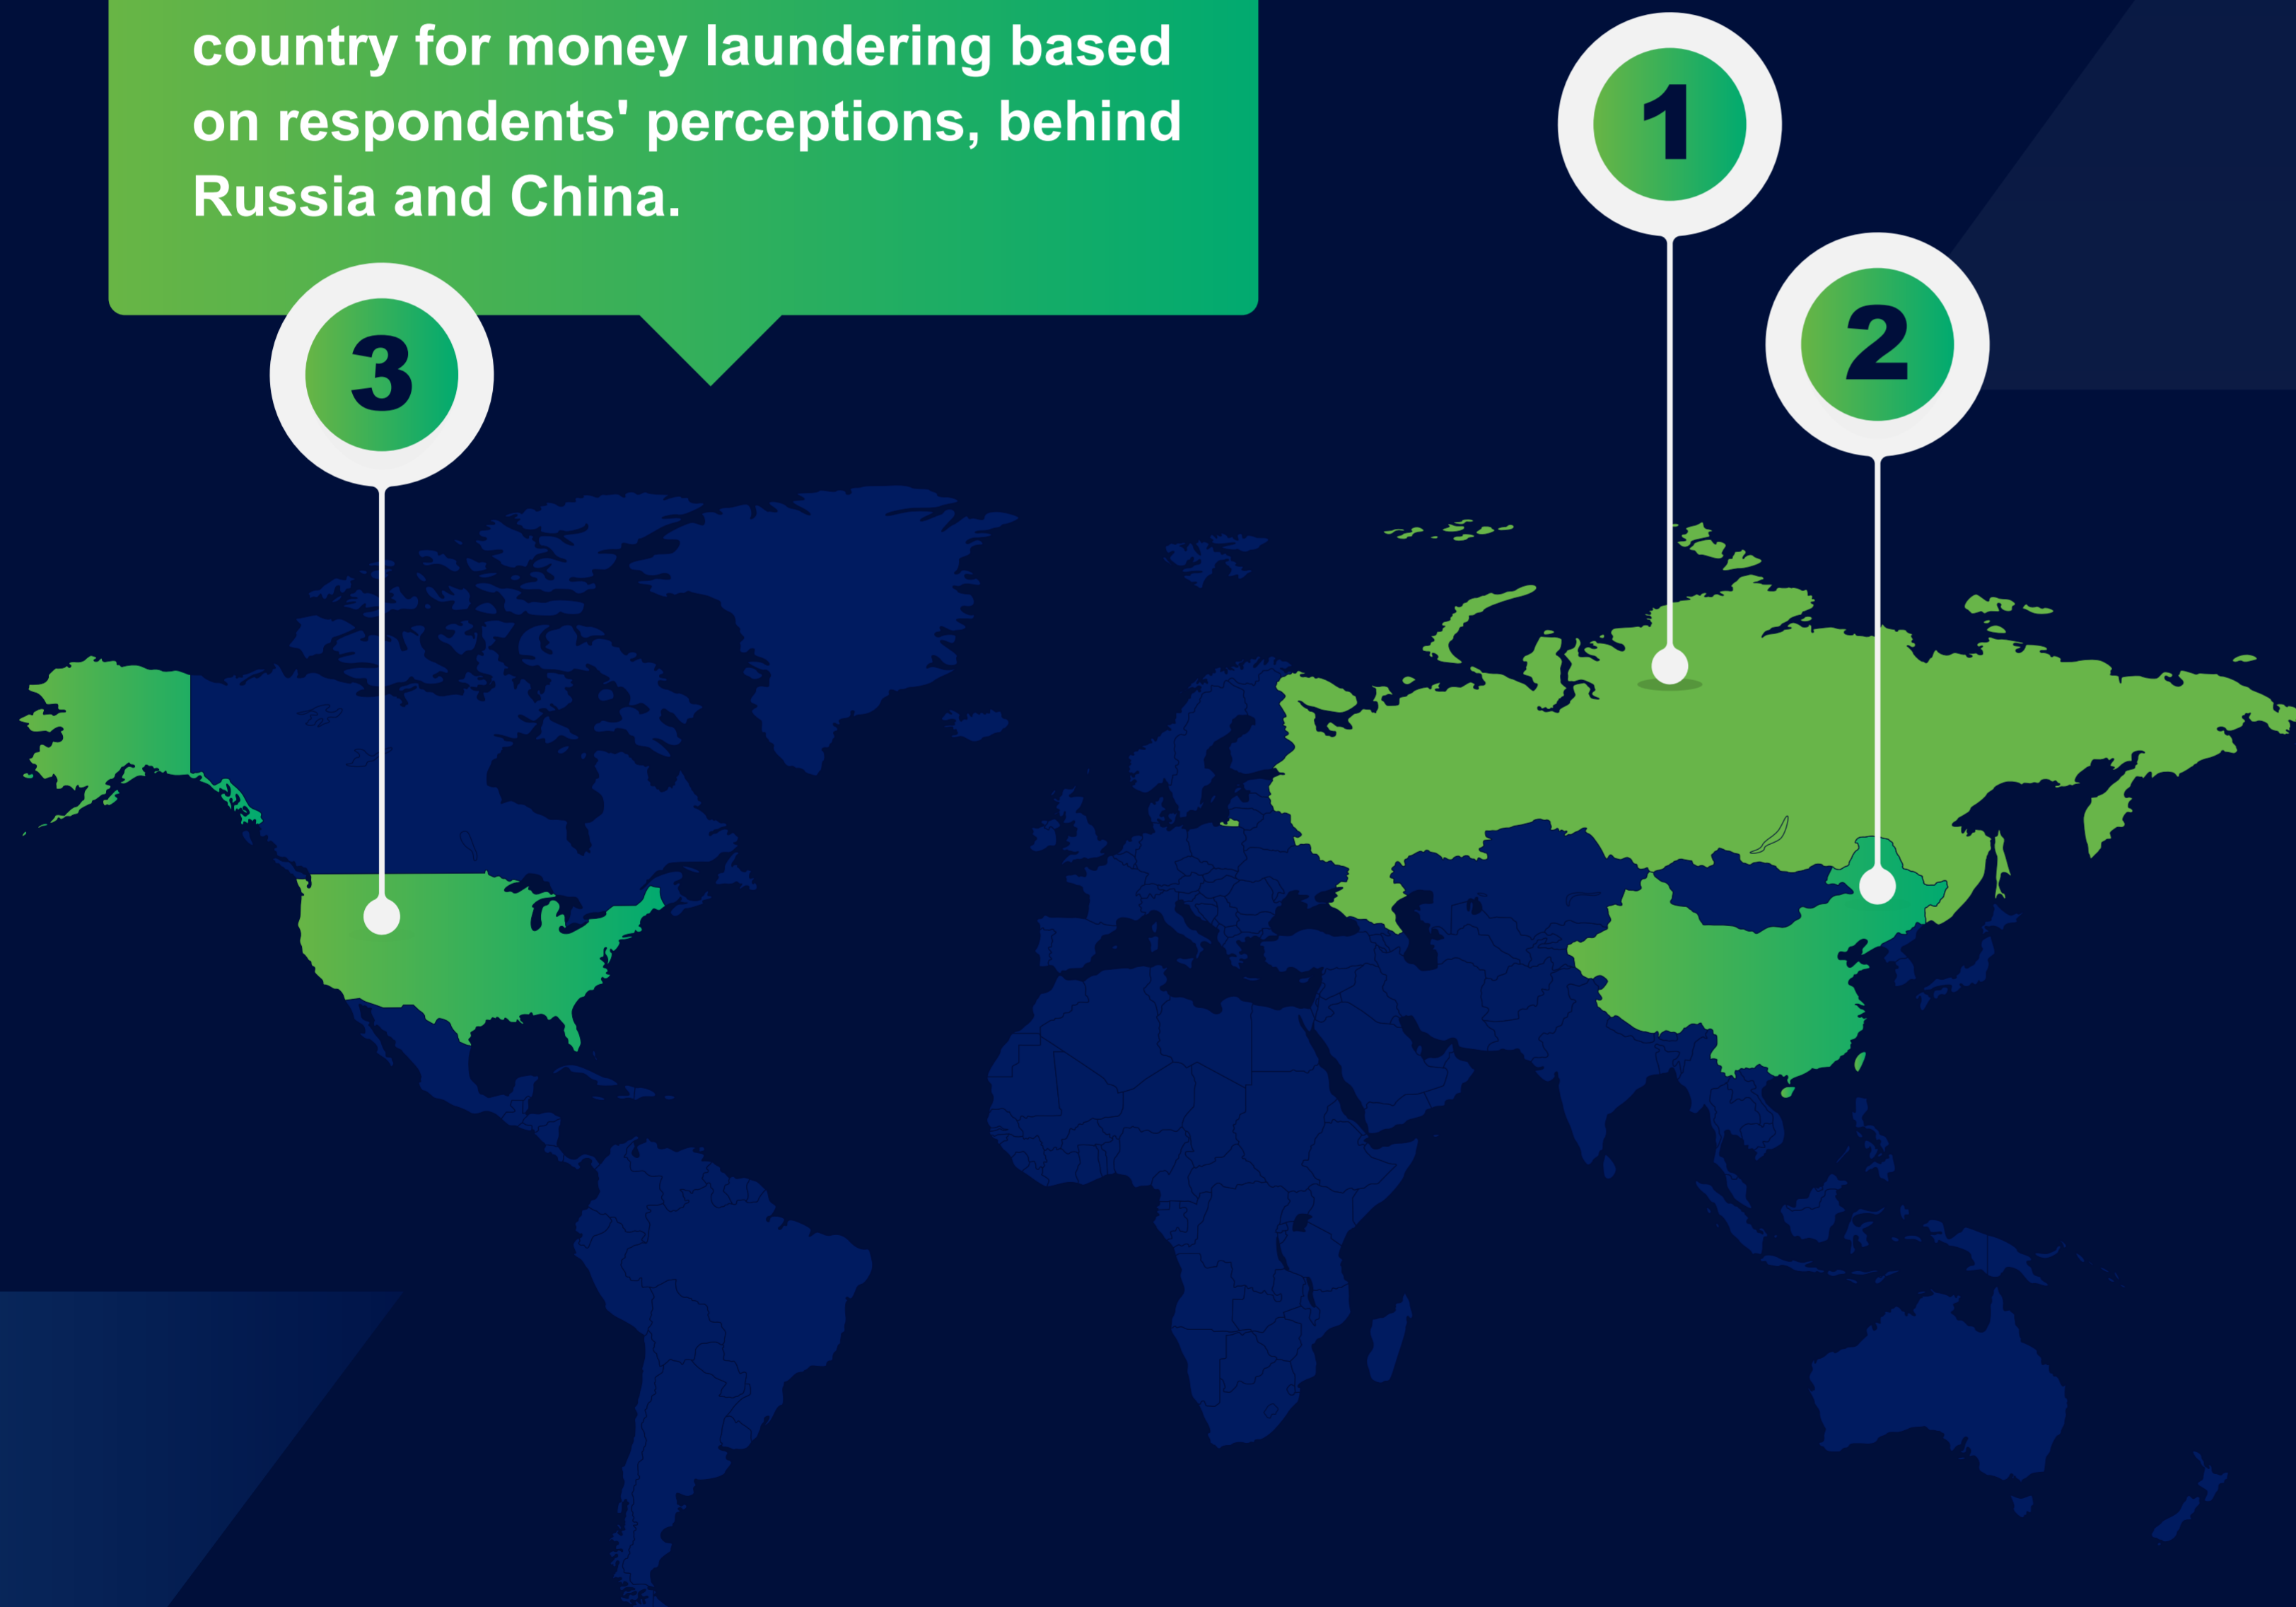 country for money laundering based
on respondents' perceptions, behind
Russia and China.
1
2
3